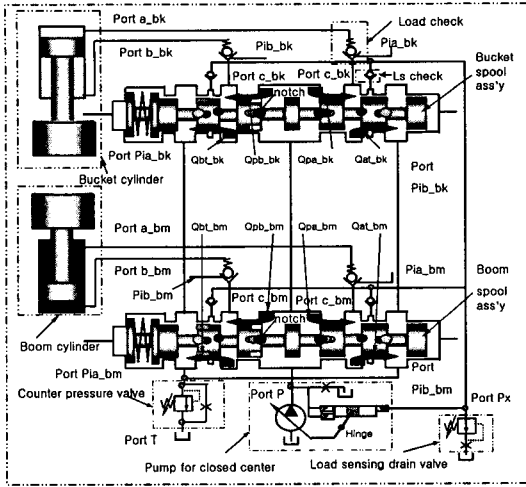 Port a_bk
Load check
Port b_bk
Pib_bk
Pia_bk
Port c_bk
Port c_bk
Ls check
notch
Bucket
spool
ass'y
Port Pia_bk
Qbt_bk
Qpb_bk
Qpa_bk
Qat_bk
Port
Pib_bk
Bucket cylinder
Port a_bm
Qbt_bm
Qpb_bm
Qpa_bm
Qat_bm
Port b_bm
Pia_bm
Pib_bm
Port c_bm
Port c_bm
Boom
spool
ass'y
notch
Boom cylinder
Port Pia_bm
Port
Pib_bm
Counter pressure valve
Port P
Port Px
Port T
Hinge
Pump for closed center
Load sensing drain valve